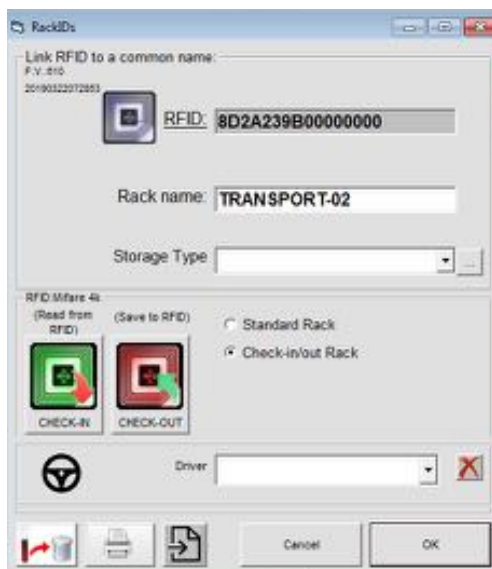 RackIDs
Link RFID to a common name:
F.V.:610
20190322072853
RFID: 8D2A239B00000000
Rack name: TRANSPORT-02
Storage Type
...
RFID:Mifare 4k
(Read from RFID)
(Save to RFID)
Standard Rack
Check-in/out Rack
CHECK-IN
CHECK-OUT
Driver
Cancel
OK